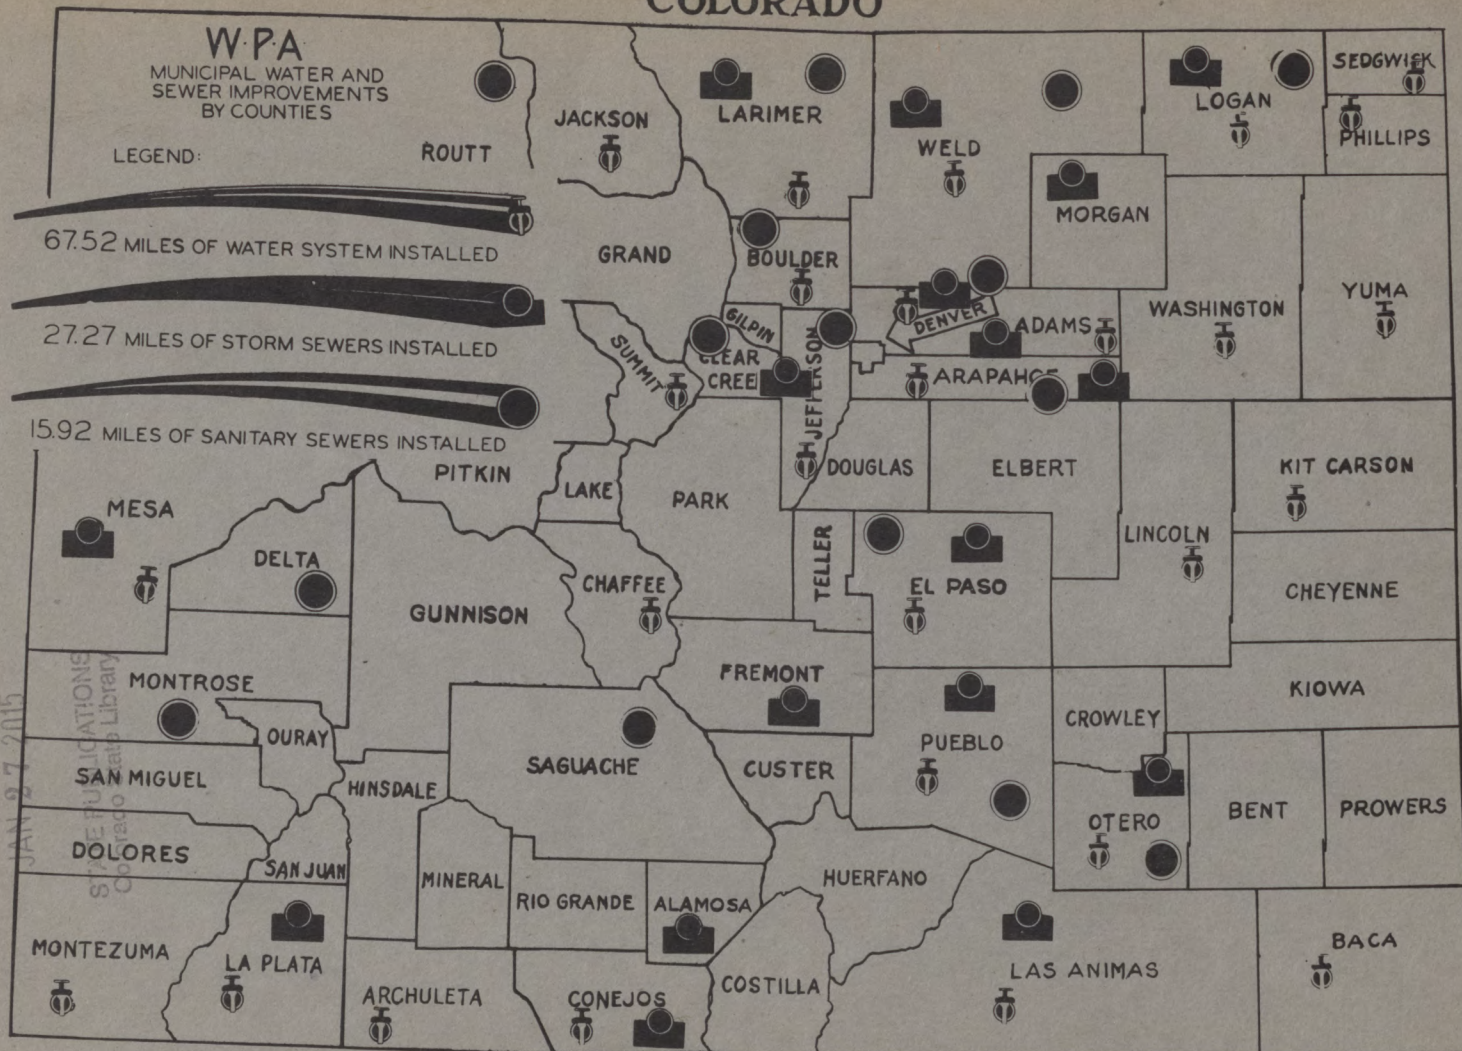 COLORADO
W·P·A·
MUNICIPAL WATER AND
SEWER IMPROVEMENTS
BY COUNTIES
LEGEND:
67.52 MILES OF WATER SYSTEM INSTALLED
27.27 MILES OF STORM SEWERS INSTALLED
15.92 MILES OF SANITARY SEWERS INSTALLED
ROUTT
JACKSON
LARIMER
WELD
LOGAN
SEDGWICK
PHILLIPS
MORGAN
GRAND
BOULDER
GILPIN
CLEAR
CREEK
SUMMIT
JEFFERSON
DENVER
ADAMS
ARAPAHOE
WASHINGTON
YUMA
PITKIN
LAKE
PARK
DOUGLAS
ELBERT
KIT CARSON
MESA
DELTA
GUNNISON
CHAFFEE
TELLER
EL PASO
LINCOLN
CHEYENNE
MONTROSE
OURAY
FREMONT
KIOWA
CROWLEY
PUEBLO
SAN MIGUEL
HINSDALE
SAGUACHE
CUSTER
OTERO
BENT
PROWERS
DOLORES
SAN JUAN
MINERAL
RIO GRANDE
ALAMOSA
HUERFANO
MONTEZUMA
LA PLATA
ARCHULETA
CONEJOS
COSTILLA
LAS ANIMAS
BACA
STATE PUBLICATIONS
Colorado State Library
JAN 27 2015